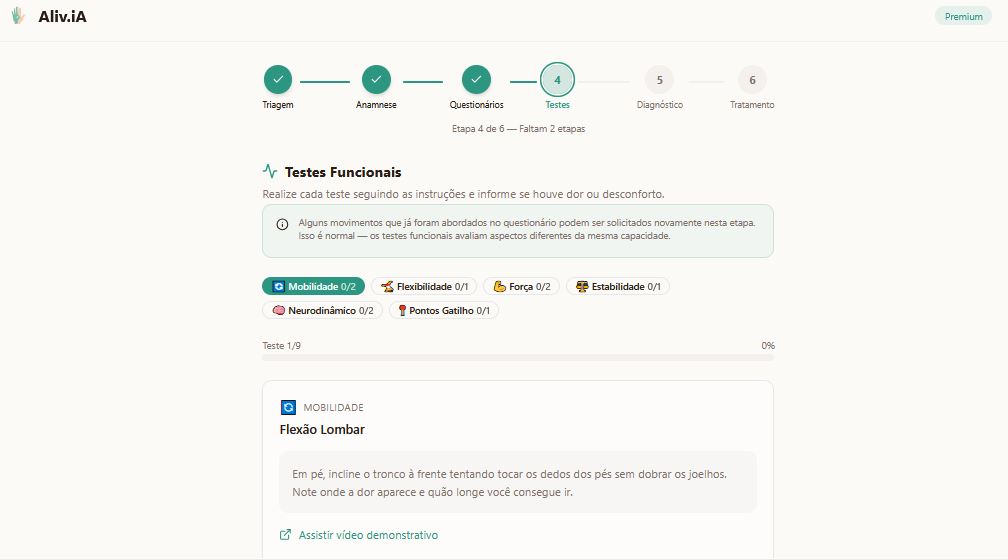 Aliv.iA
Premium
4
5
6
Triagem
Anamnese
Questionários
Testes
Diagnóstico
Tratamento
Etapa 4 de 6 — Faltam 2 etapas
Testes Funcionais
Realize cada teste seguindo as instruções e informe se houve dor ou desconforto.
Alguns movimentos que já foram abordados no questionário podem ser solicitados novamente nesta etapa.
Isso é normal — os testes funcionais avaliam aspectos diferentes da mesma capacidade.
Mobilidade 0/2
Flexibilidade 0/1
Força 0/2
Estabilidade 0/1
Neurodinâmico 0/2
Pontos Gatilho 0/1
Teste 1/9
0%
MOBILIDADE
Flexão Lombar
Em pé, incline o tronco à frente tentando tocar os dedos dos pés sem dobrar os joelhos.
Note onde a dor aparece e quão longe você consegue ir.
Assistir vídeo demonstrativo